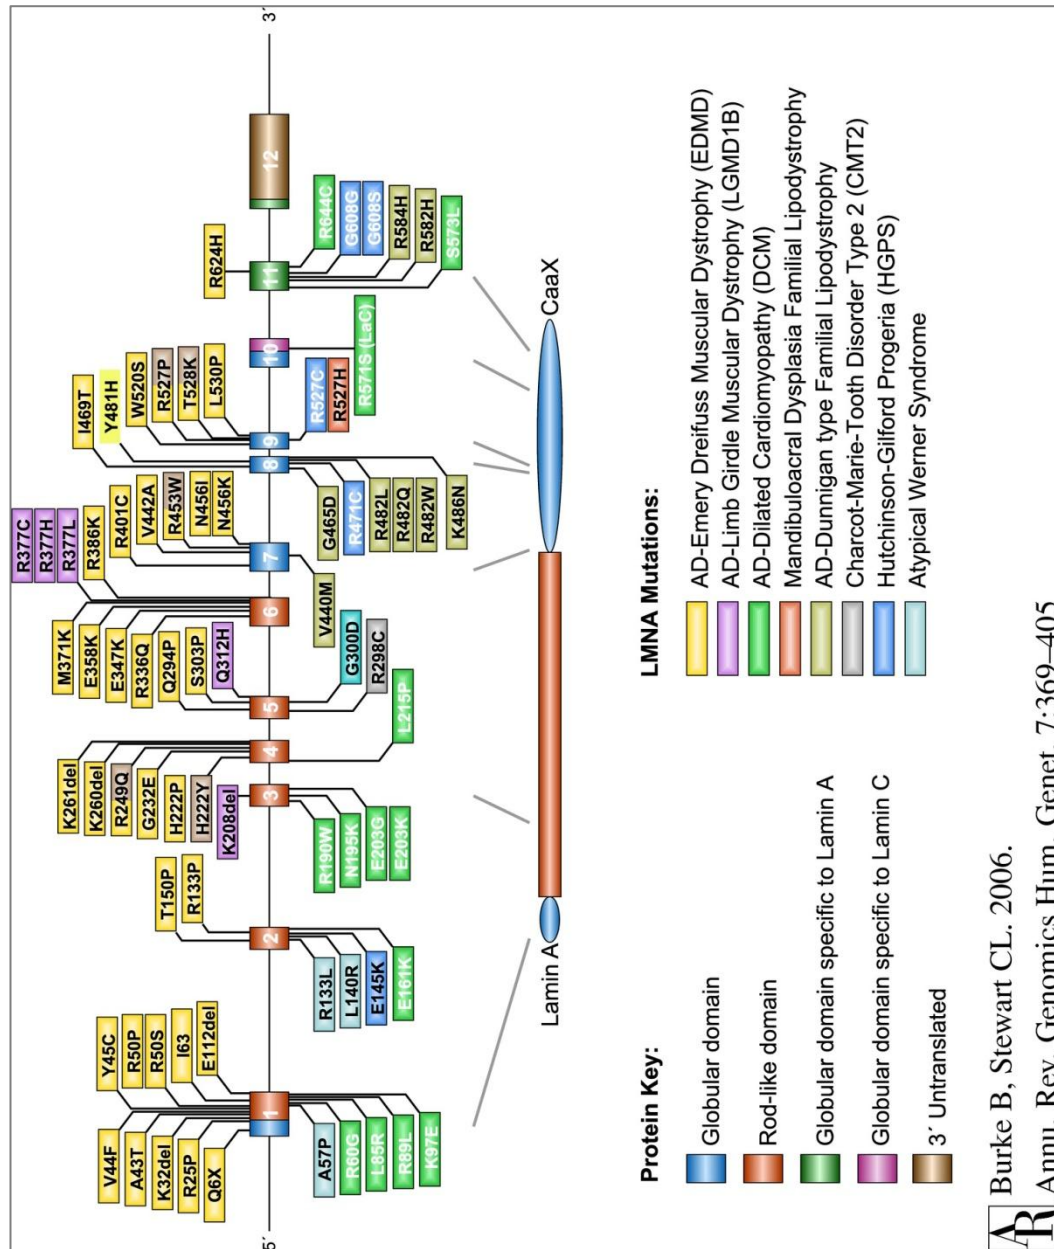 5´
3´
V44F
A43T
K32del
R25P
Q6X
Y45C
R50P
R50S
I63
E112del
T150P
R133P
K261del
K260del
R249Q
G232E
H222P
H222Y
K208del
M371K
E358K
E347K
R336Q
Q294P
S303P
Q312H
R377C
R377H
R377L
R386K
R401C
V442A
R453W
N456I
N456K
I469T
Y481H
W520S
R527P
T528K
L530P
R624H
1
2
3
4
5
6
7
8
9
10
11
12
A57P
R60G
L85R
R89L
K97E
R133L
L140R
E145K
E161K
R190W
N195K
E203G
E203K
L215P
G300D
R298C
V440M
G465D
R471C
R482L
R482Q
R482W
K486N
R527C
R527H
R571S (LaC)
R644C
G608G
G608S
R584H
R582H
S573L
Lamin A
CaaX
Protein Key:
Globular domain
Rod-like domain
Globular domain specific to Lamin A
Globular domain specific to Lamin C
3´ Untranslated
LMNA Mutations:
AD-Emery Dreifuss Muscular Dystrophy (EDMD)
AD-Limb Girdle Muscular Dystrophy (LGMD1B)
AD-Dilated Cardiomyopathy (DCM)
Mandibuloacral Dysplasia Familial Lipodystrophy
AD-Dunnigan type Familial Lipodystrophy
Charcot-Marie-Tooth Disorder Type 2 (CMT2)
Hutchinson-Gilford Progeria (HGPS)
Atypical Werner Syndrome
AR
Burke B, Stewart CL. 2006.
Annu. Rev. Genomics Hum. Genet. 7:369–405